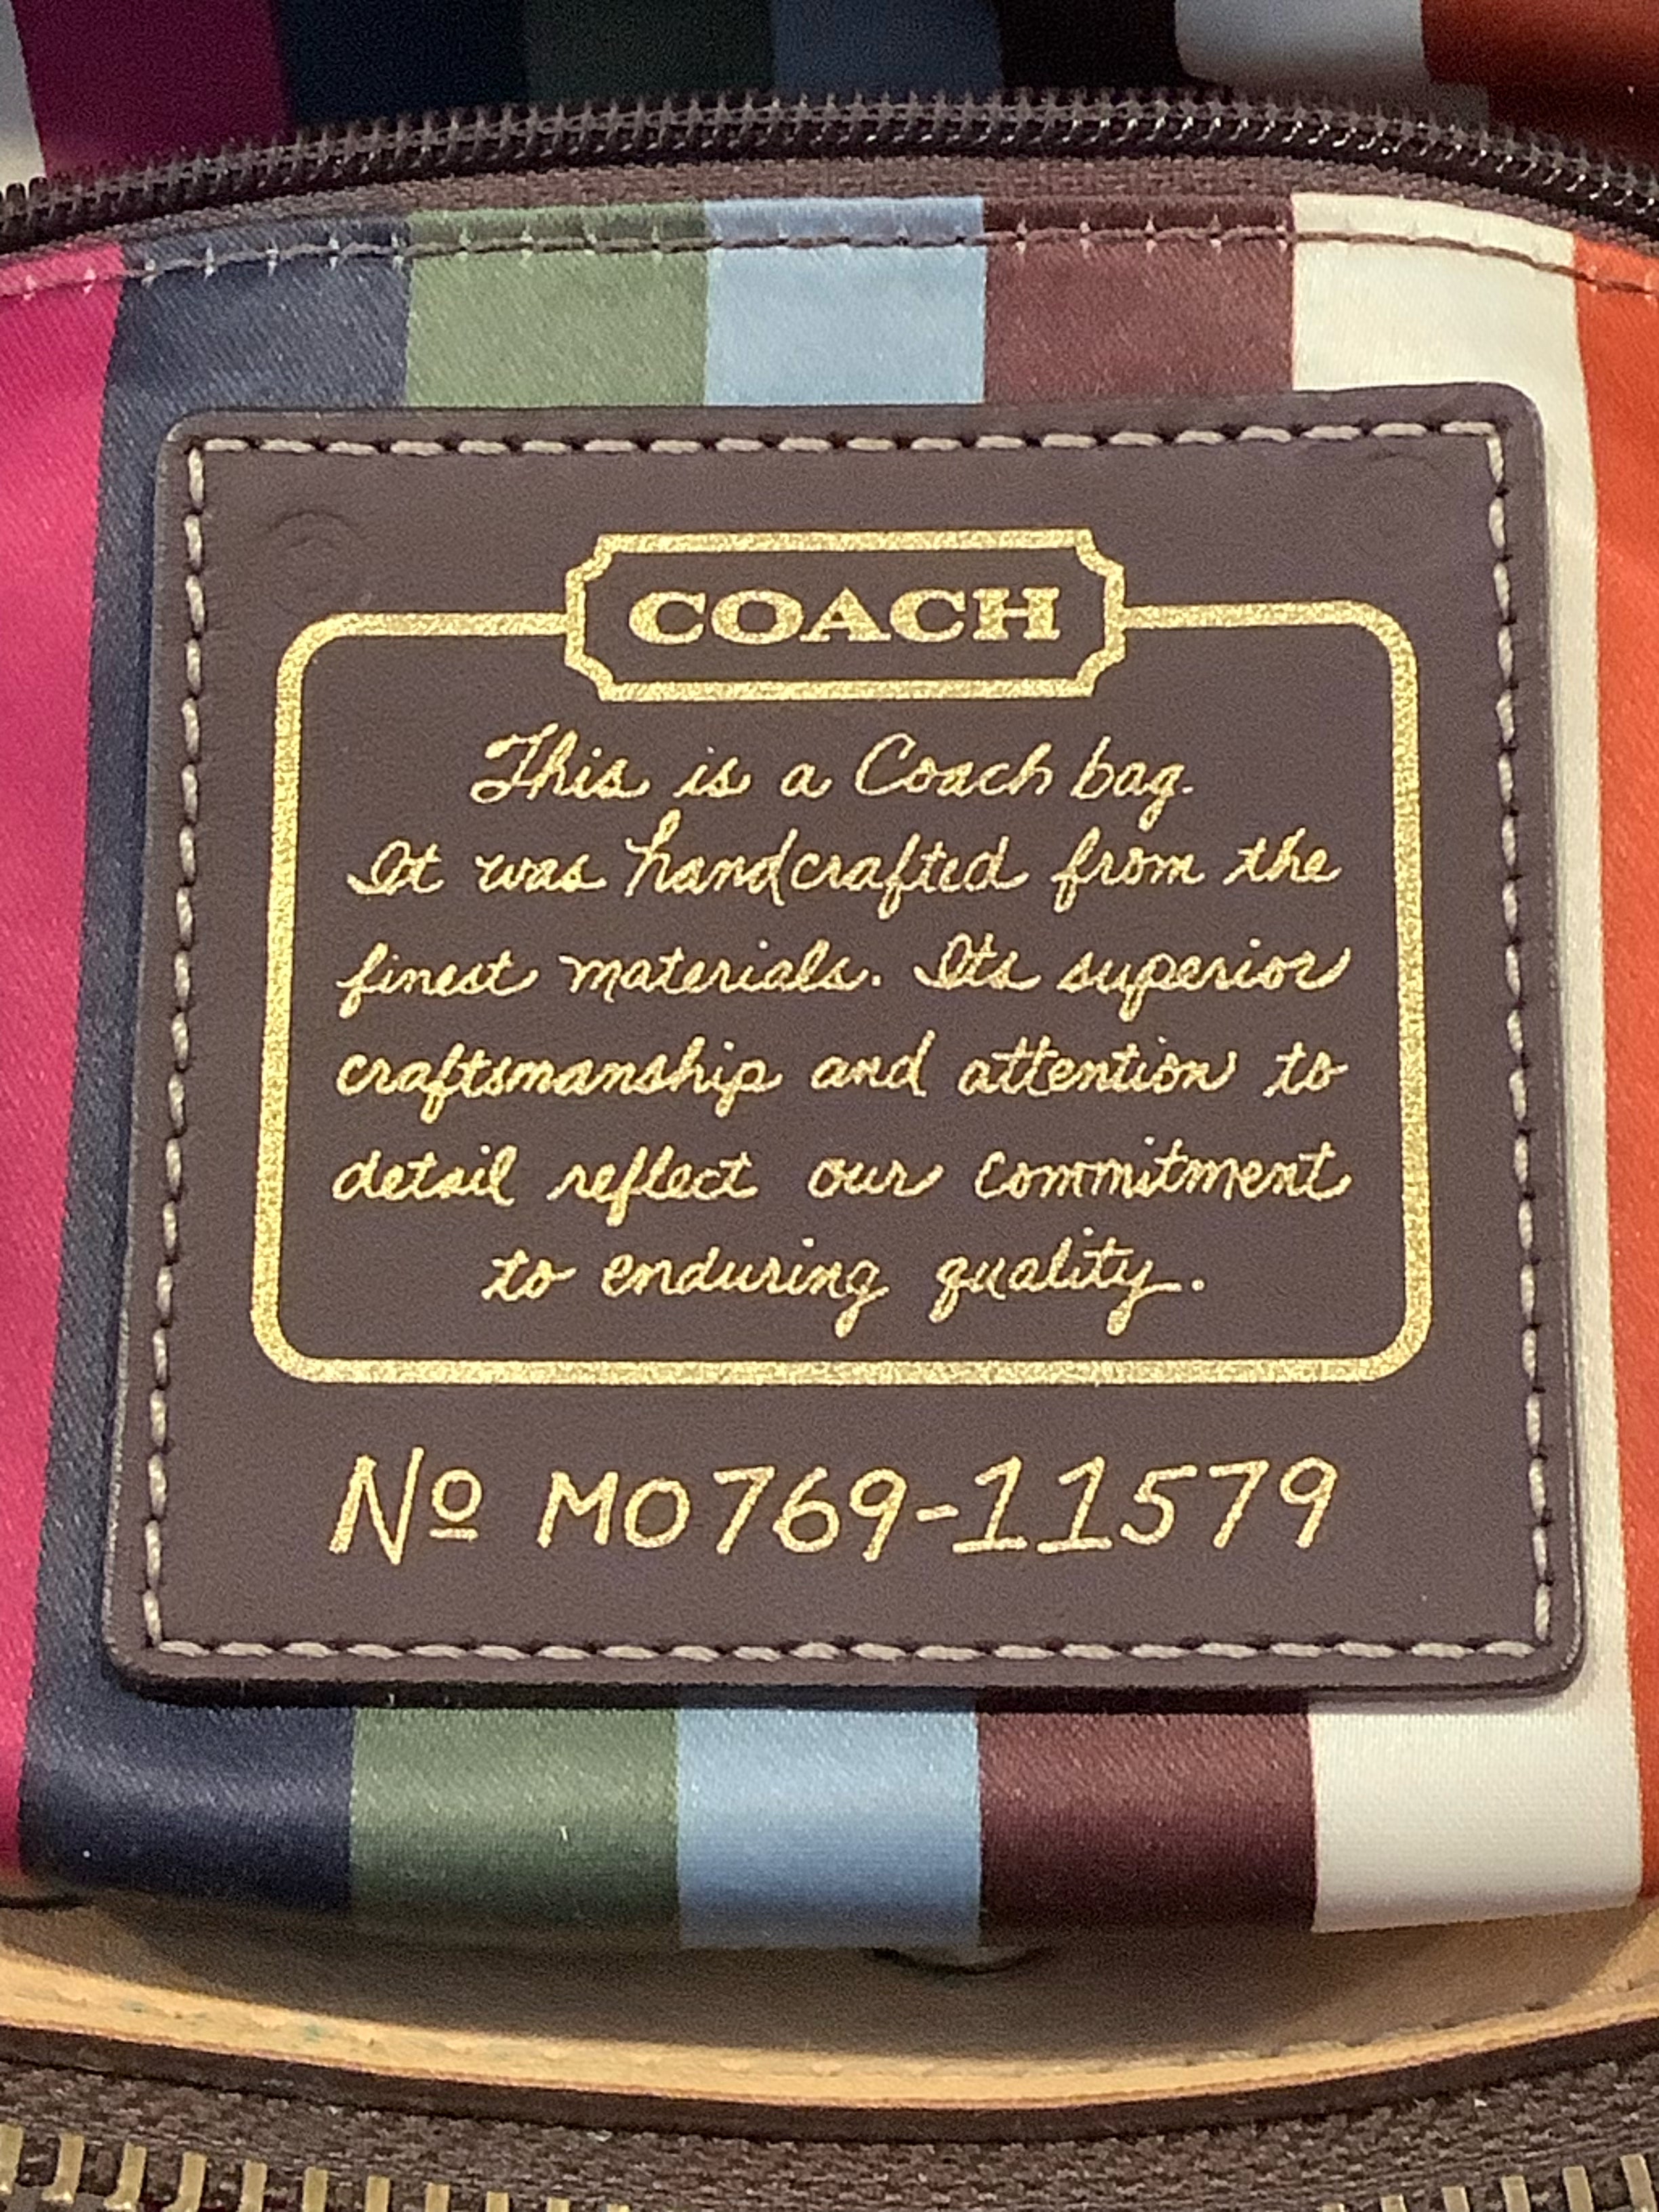 COACH
This is a Coach bag.
It was handcrafted from the
finest materials. Its superior
craftsmanship and attention to
detail reflect our commitment
to enduring quality.
Nº MO769-11579